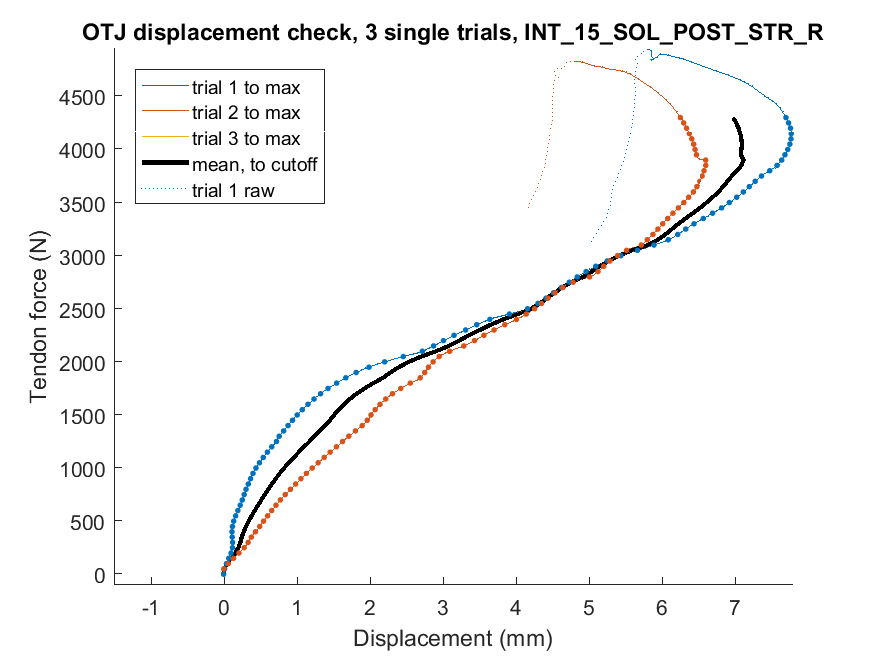 OTJ displacement check, 3 single trials, INT_15_SOL_POST_STR_R
trial 1 to max
trial 2 to max
trial 3 to max
mean, to cutoff
trial 1 raw
4500
4000
3500
3000
2500
2000
1500
1000
500
0
Tendon force (N)
-1 0 1 2 3 4 5 6 7
Displacement (mm)